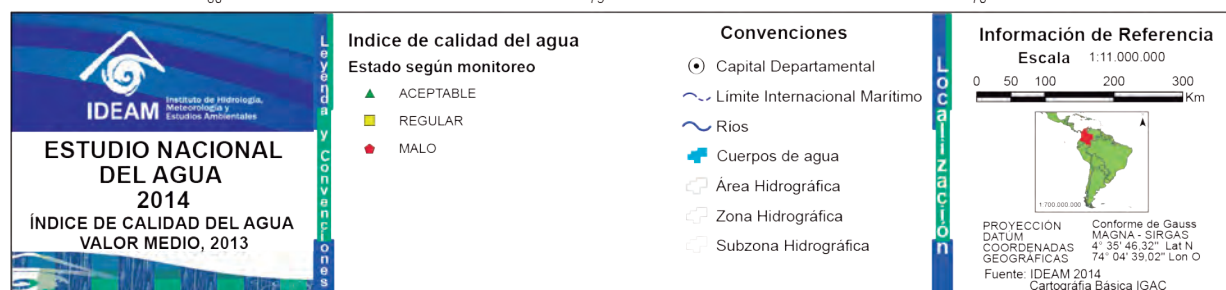 IDEAM
Instituto de Hidrología,
Meteorología y
Estudios Ambientales
ESTUDIO NACIONAL
DEL AGUA
2014
ÍNDICE DE CALIDAD DEL AGUA
VALOR MEDIO, 2013
Leyenda y Convenciones
Indice de calidad del agua
Estado según monitoreo
ACEPTABLE
REGULAR
MALO
Convenciones
Capital Departamental
Límite Internacional Marítimo
Ríos
Cuerpos de agua
Área Hidrográfica
Zona Hidrográfica
Subzona Hidrográfica
Localización
Información de Referencia
Escala 1:11.000.000
0 50 100 200 300
Km
1:700.000.000
PROYECCIÓN Conforme de Gauss
DATUM MAGNA - SIRGAS
COORDENADAS 4° 35' 46,32" Lat N
GEOGRÁFICAS 74° 04' 39,02" Lon O
Fuente: IDEAM 2014
Cartográfia Básica IGAC